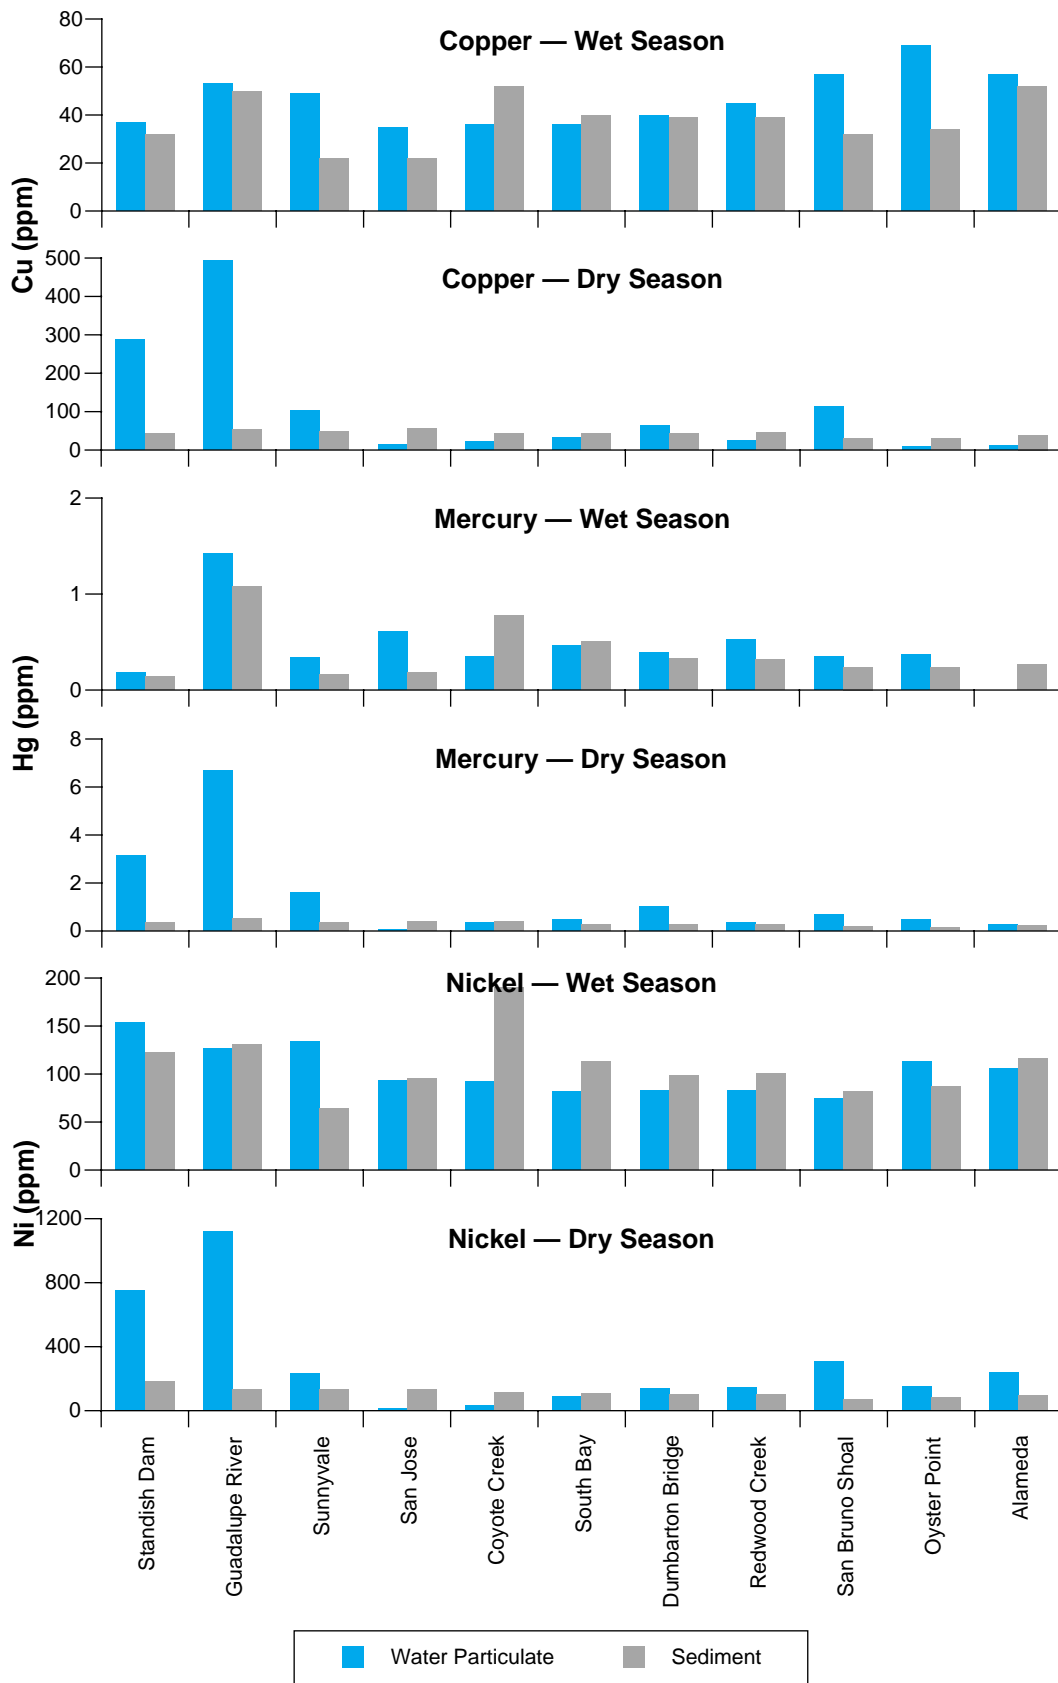 Copper — Wet Season
80
60
40
20
0
Cu (ppm)
Copper — Dry Season
500
400
300
200
100
0
Mercury — Wet Season
2
1
0
Hg (ppm)
Mercury — Dry Season
8
6
4
2
0
Nickel — Wet Season
200
150
100
50
0
Ni (ppm)
Nickel — Dry Season
1200
800
400
0
Standish Dam
Guadalupe River
Sunnyvale
San Jose
Coyote Creek
South Bay
Dumbarton Bridge
Redwood Creek
San Bruno Shoal
Oyster Point
Alameda
Water Particulate
Sediment